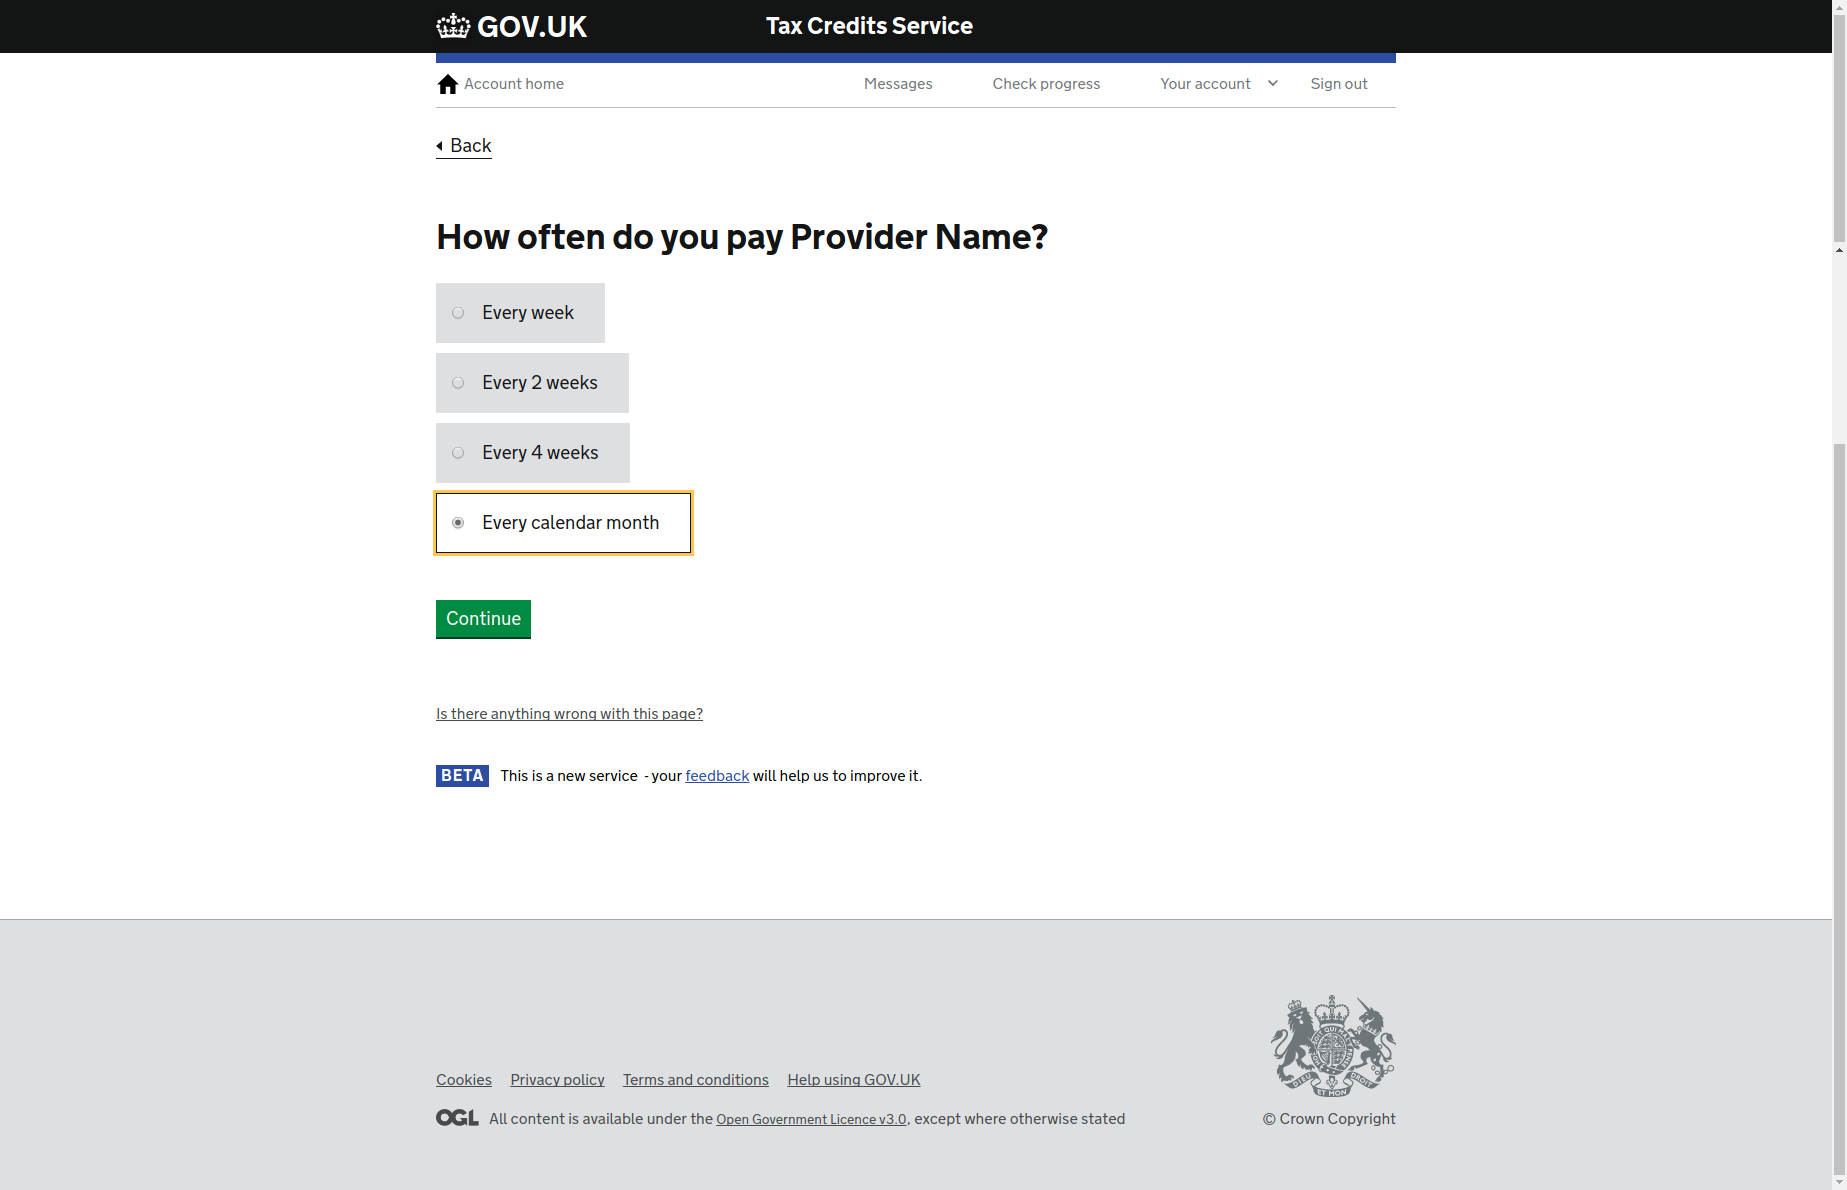 GOV.UK
Tax Credits Service
Account home
Messages
Check progress
Your account
Sign out
Back
How often do you pay Provider Name?
Every week
Every 2 weeks
Every 4 weeks
Every calendar month
Continue
Is there anything wrong with this page?
BETA This is a new service - your feedback will help us to improve it.
Cookies Privacy policy Terms and conditions Help using GOV.UK
OGL All content is available under the Open Government Licence v3.0, except where otherwise stated
© Crown Copyright